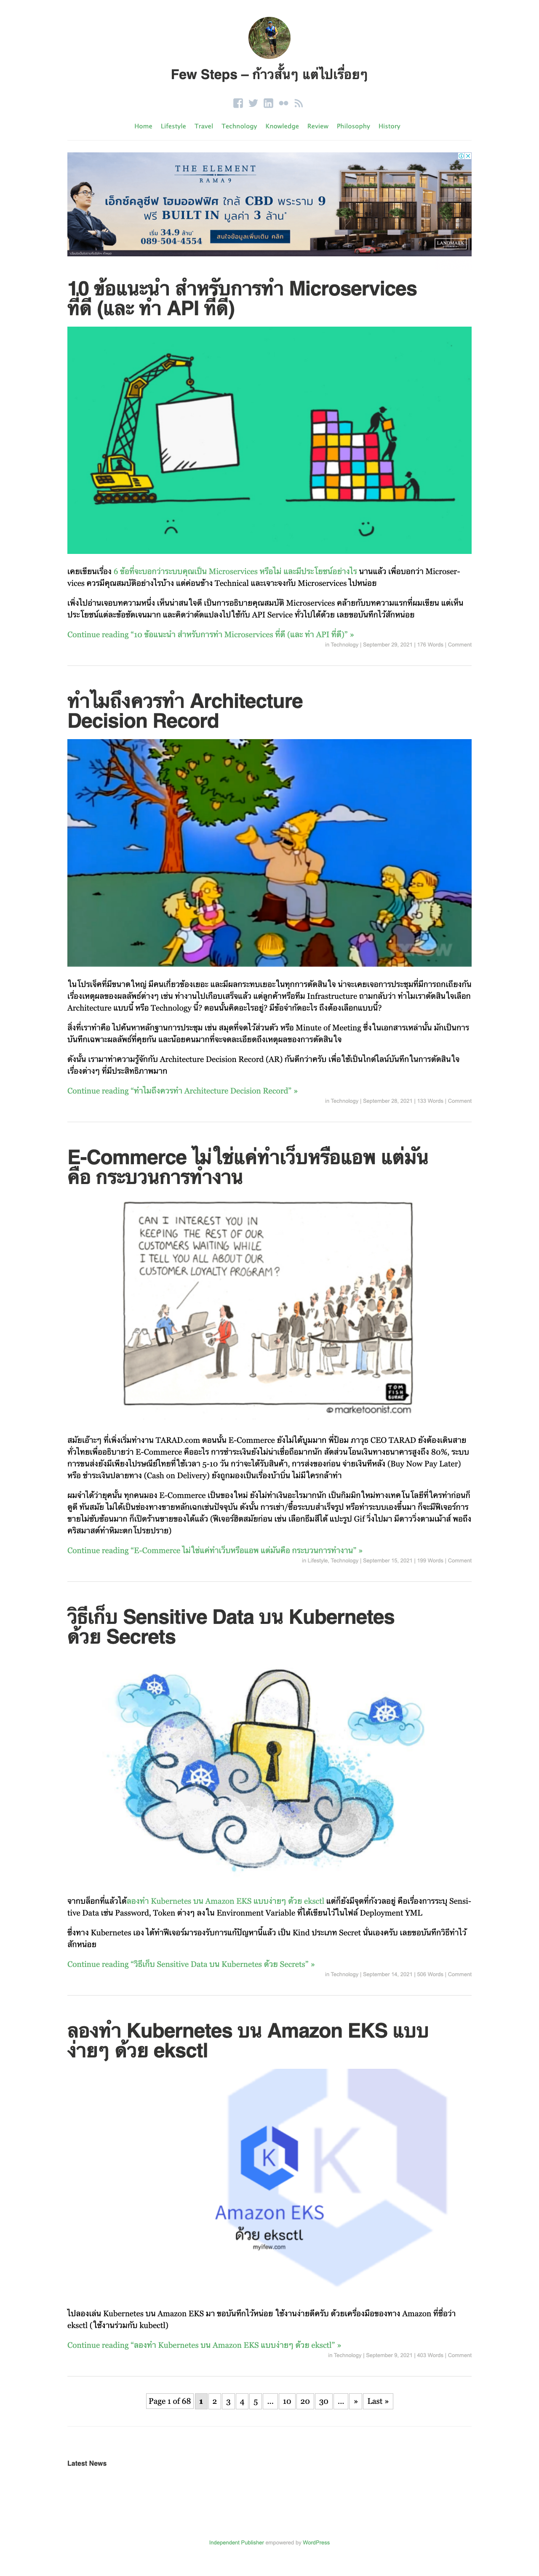 Few Steps – ก้าวสั้นๆ แต่ไปเรื่อยๆ
Home Lifestyle Travel Technology Knowledge Review Philosophy History
THE ELEMENT
RAMA 9
เอ็กซ์คลูซีฟ โฮมออฟฟิศ ใกล้ CBD พระราม 9
ฟรี BUILT IN มูลค่า 3 ล้าน*
เริ่ม 34.9 ล้าน*
089-504-4554
สนใจข้อมูลเพิ่มเติม คลิก
LANDMARK
10 ข้อแนะนำ สำหรับการทำ Microservices
ที่ดี (และ ทำ API ที่ดี)
เคยเขียนเรื่อง 6 ข้อที่จะบอกว่าระบบคุณเป็น Microservices หรือไม่ และมีประโยชน์อย่างไร นานแล้ว เพื่อบอกว่า Microser-
vices ควรมีคุณสมบัติอย่างไรบ้าง แต่ค่อนข้าง Technical และเจาะจงกับ Microservices ไปหน่อย
เพิ่งไปอ่านเจอบทความหนึ่ง เห็นน่าสนใจดี เป็นการอธิบายคุณสมบัติ Microservices คล้ายกับบทความแรกที่ผมเขียน แต่เห็น
ประโยชน์แต่ละข้อชัดเจนมาก และคิดว่าดัดแปลงไปใช้กับ API Service ทั่วไปได้ด้วย เลยขอบันทึกไว้สักหน่อย
Continue reading “10 ข้อแนะนำ สำหรับการทำ Microservices ที่ดี (และ ทำ API ที่ดี)” »
in Technology | September 29, 2021 | 176 Words | Comment
ทำไมถึงควรทำ Architecture
Decision Record
ในโปรเจ็คที่มีขนาดใหญ่ มีคนเกี่ยวข้องเยอะ และมีผลกระทบเยอะในทุกการตัดสินใจ น่าจะเคยเจอการประชุมที่มีการถกเถียงกัน
เรื่องเหตุผลของผลลัพธ์ต่างๆ เช่น ทำงานไปเกือบเสร็จแล้ว แต่ลูกค้าหรือทีม Infrastructure ถามกลับว่า ทำไมเราตัดสินใจเลือก
Architecture แบบนี้ หรือ Technology นี้? ตอนนั้นคิดอะไรอยู่? มีข้อจำกัดอะไร ถึงต้องเลือกแบบนี้?
สิ่งที่เราทำคือ ไปค้นหาหลักฐานการประชุม เช่น สมุดที่จดไว้ส่วนตัว หรือ Minute of Meeting ซึ่งในเอกสารเหล่านั้น มักเป็นการ
บันทึกเฉพาะผลลัพธ์ที่คุยกัน และน้อยคนมากที่จะจดละเอียดถึงเหตุผลของการตัดสินใจ
ดังนั้น เรามาทำความรู้จักกับ Architecture Decision Record (AR) กันดีกว่าครับ เพื่อใช้เป็นไกด์ไลน์บันทึกในการตัดสินใจ
เรื่องต่างๆ ที่มีประสิทธิภาพมาก
Continue reading “ทำไมถึงควรทำ Architecture Decision Record” »
in Technology | September 28, 2021 | 133 Words | Comment
E-Commerce ไม่ใช่แค่ทำเว็บหรือแอพ แต่มัน
คือ กระบวนการทำงาน
CAN I INTEREST YOU IN
KEEPING YOU AND ALL OF
THE REST OF OUR
CUSTOMERS WAITING WHILE
I TELL YOU ALL ABOUT OUR
CUSTOMER LOYALTY PROGRAM?
TOM
FISH
BURNE
© marketoonist.com
สมัยเอ๊าะๆ ที่เพิ่งเริ่มทำงาน TARAD.com ตอนนั้น E-Commerce ยังไม่ได้บูมมาก พี่ป้อม ภาวุธ CEO TARAD ยังต้องเดินสาย
ทั่วไทยเพื่ออธิบายว่า E-Commerce คืออะไร การชำระเงินยังไม่น่าเชื่อถือมากนัก สัดส่วนโอนเงินทางธนาคารสูงถึง 80%, ระบบ
การขนส่งยังมีเพียงไปรษณีย์ไทยที่ใช้เวลา 5-10 วัน กว่าจะได้รับสินค้า, การส่งของก่อน จ่ายเงินทีหลัง (Buy Now Pay Later)
หรือ ชำระเงินปลายทาง (Cash on Delivery) ยังถูกมองเป็นเรื่องบ้าบิ่น ไม่มีใครกล้าทำ
ผมจำได้ว่ายุคนั้น ทุกคนมอง E-Commerce เป็นของใหม่ ยังไม่ทำเงินอะไรมากนัก เป็นกิมมิกใหม่ทางเทคโนโลยีที่ใครทำก่อนก็
ดูดี ทันสมัย ไม่ได้เป็นช่องทางขายหลักเฉกเช่นปัจจุบัน ดังนั้น การเช่า/ซื้อระบบสำเร็จรูป หรือทำระบบเองขึ้นมา ก็จะมีฟีเจอร์การ
ขายไม่ซับซ้อนมาก ก็เปิดร้านขายของได้แล้ว (ฟีเจอร์ฮิตสมัยก่อน เช่น เลือกธีมสีได้ แปะรูป Gif วิ่งไปมา มีดาววิ่งตามเม้าส์ พอถึง
คริสมาสต์ทำหิมะตกโปรยปราย)
Continue reading “E-Commerce ไม่ใช่แค่ทำเว็บหรือแอพ แต่มันคือ กระบวนการทำงาน” »
in Lifestyle, Technology | September 15, 2021 | 199 Words | Comment
วิธีเก็บ Sensitive Data บน Kubernetes
ด้วย Secrets
จากบล็อกที่แล้วได้ลองทำ Kubernetes บน Amazon EKS แบบง่ายๆ ด้วย eksctl แต่ก็ยังมีจุดที่กังวลอยู่ คือเรื่องการระบุ Sensi-
tive Data เช่น Password, Token ต่างๆ ลงใน Environment Variable ที่ได้เขียนไว้ในไฟล์ Deployment YML
ซึ่งทาง Kubernetes เอง ได้ทำฟีเจอร์มารองรับการแก้ปัญหานี้แล้ว เป็น Kind ประเภท Secret นั่นเองครับ เลยขอบันทึกวิธีทำไว้
สักหน่อย
Continue reading “วิธีเก็บ Sensitive Data บน Kubernetes ด้วย Secrets” »
in Technology | September 14, 2021 | 506 Words | Comment
ลองทำ Kubernetes บน Amazon EKS แบบ
ง่ายๆ ด้วย eksctl
Amazon EKS
ด้วย eksctl
myifew.com
ไปลองเล่น Kubernetes บน Amazon EKS มา ขอบันทึกไว้หน่อย ใช้งานง่ายดีครับ ด้วยเครื่องมือของทาง Amazon ที่ชื่อว่า
eksctl (ใช้งานร่วมกับ kubectl)
Continue reading “ลองทำ Kubernetes บน Amazon EKS แบบง่ายๆ ด้วย eksctl” »
in Technology | September 9, 2021 | 403 Words | Comment
Page 1 of 68 1 2 3 4 5 ... 10 20 30 ... » Last »
Latest News
Independent Publisher empowered by WordPress